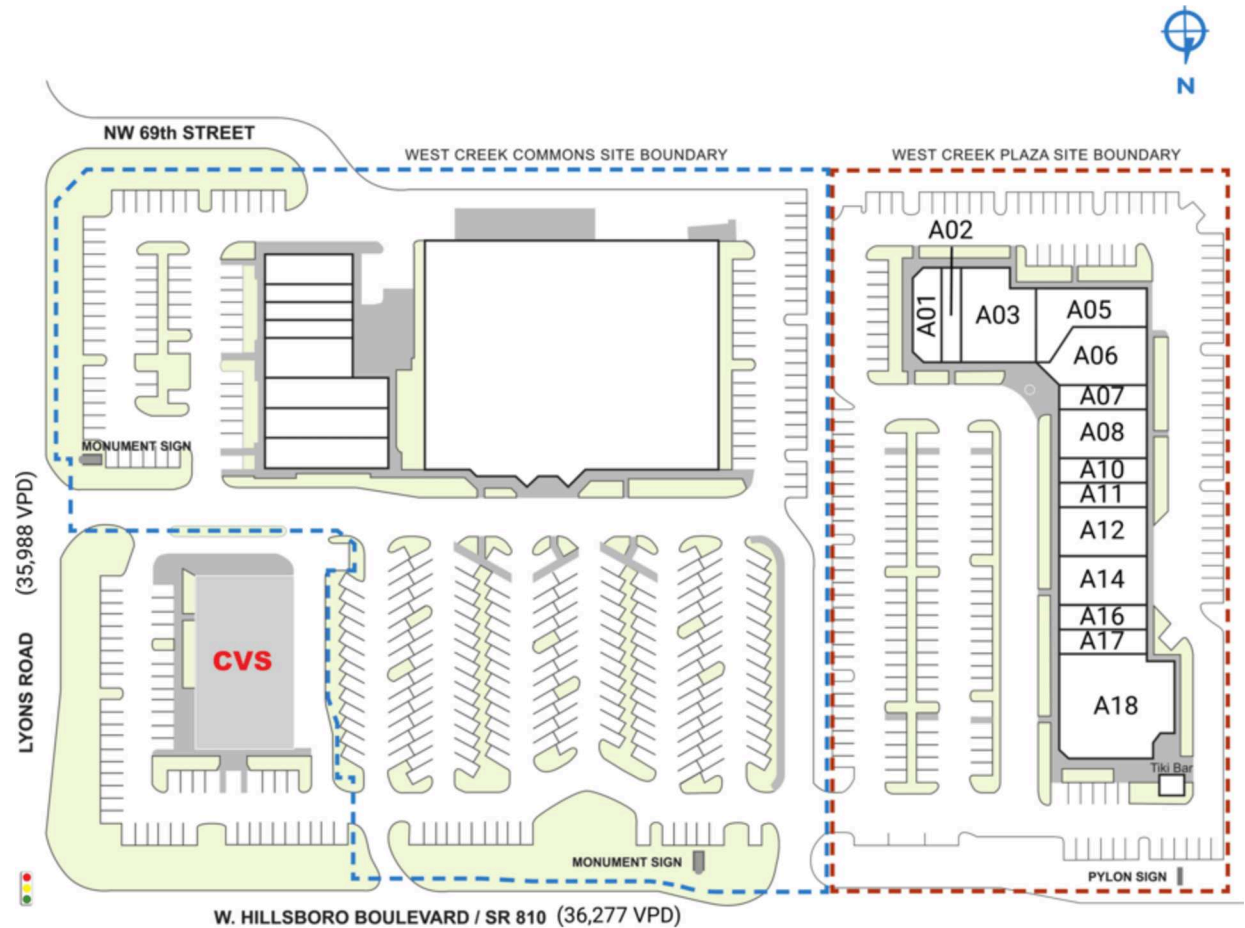 N
NW 69th STREET
WEST CREEK COMMONS SITE BOUNDARY
WEST CREEK PLAZA SITE BOUNDARY
A02
A01
A03
A05
A06
A07
A08
A10
A11
A12
A14
A16
A17
A18
Tiki Bar
MONUMENT SIGN
(35,988 VPD)
LYONS ROAD
CVS
MONUMENT SIGN
PYLON SIGN
W. HILLSBORO BOULEVARD / SR 810 (36,277 VPD)